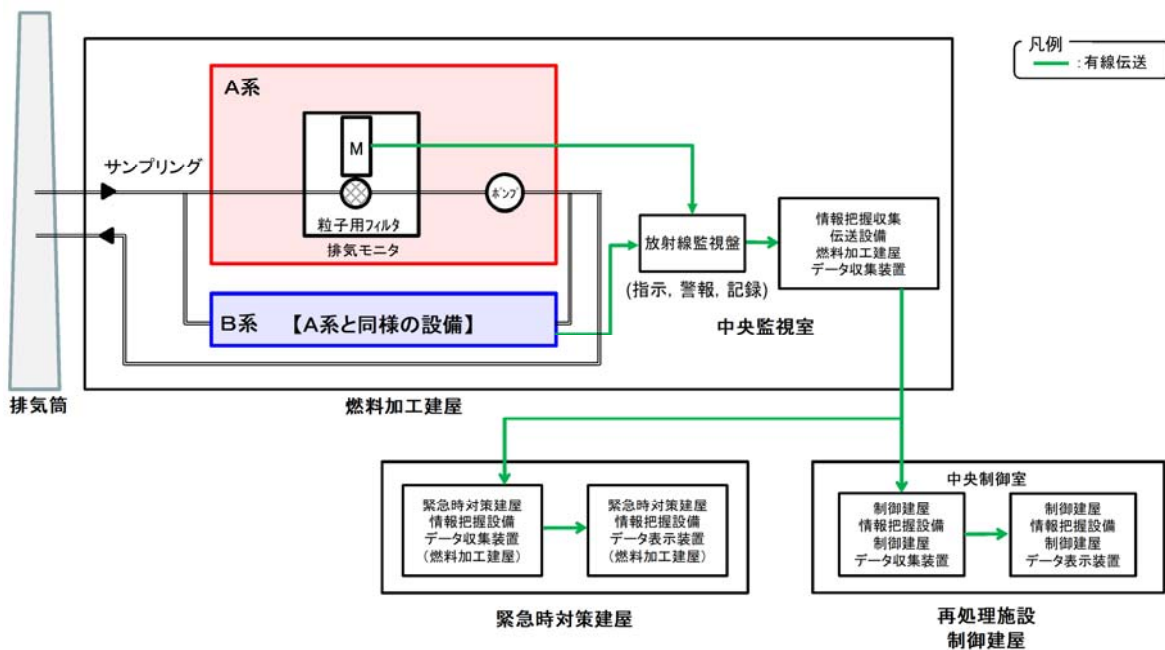 凡例
：有線伝送
A系
M
サンプリング
ポンプ
粒子用フィルタ
排気モニタ
放射線監視盤
(指示, 警報, 記録)
情報把握収集
伝送設備
燃料加工建屋
データ収集装置
中央監視室
B系 【A系と同様の設備】
排気筒
燃料加工建屋
緊急時対策建屋
情報把握設備
データ収集装置
(燃料加工建屋)
緊急時対策建屋
情報把握設備
データ表示装置
(燃料加工建屋)
緊急時対策建屋
中央制御室
制御建屋
情報把握設備
制御建屋
データ収集装置
制御建屋
情報把握設備
制御建屋
データ表示装置
再処理施設
制御建屋